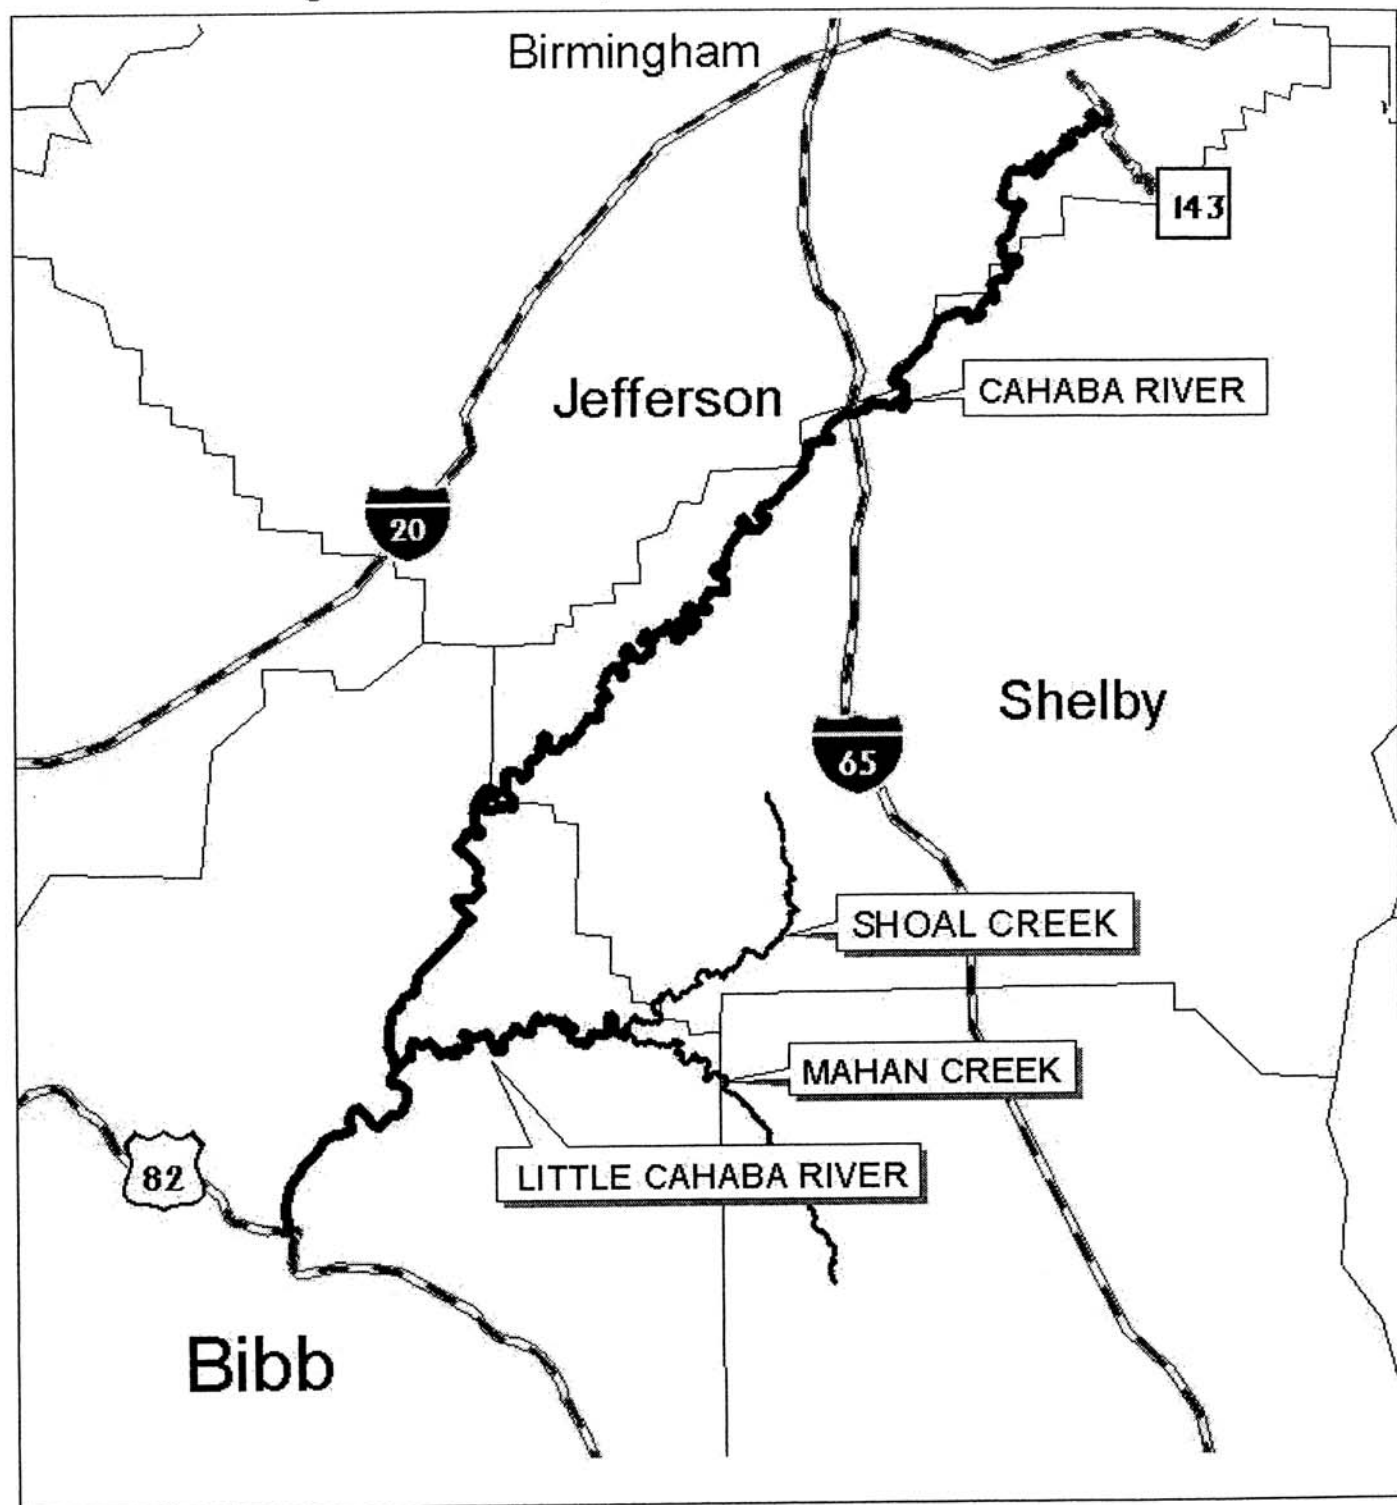 Birmingham
143
CAHABA RIVER
Jefferson
20
Shelby
65
SHOAL CREEK
MAHAN CREEK
LITTLE CAHABA RIVER
82
Bibb